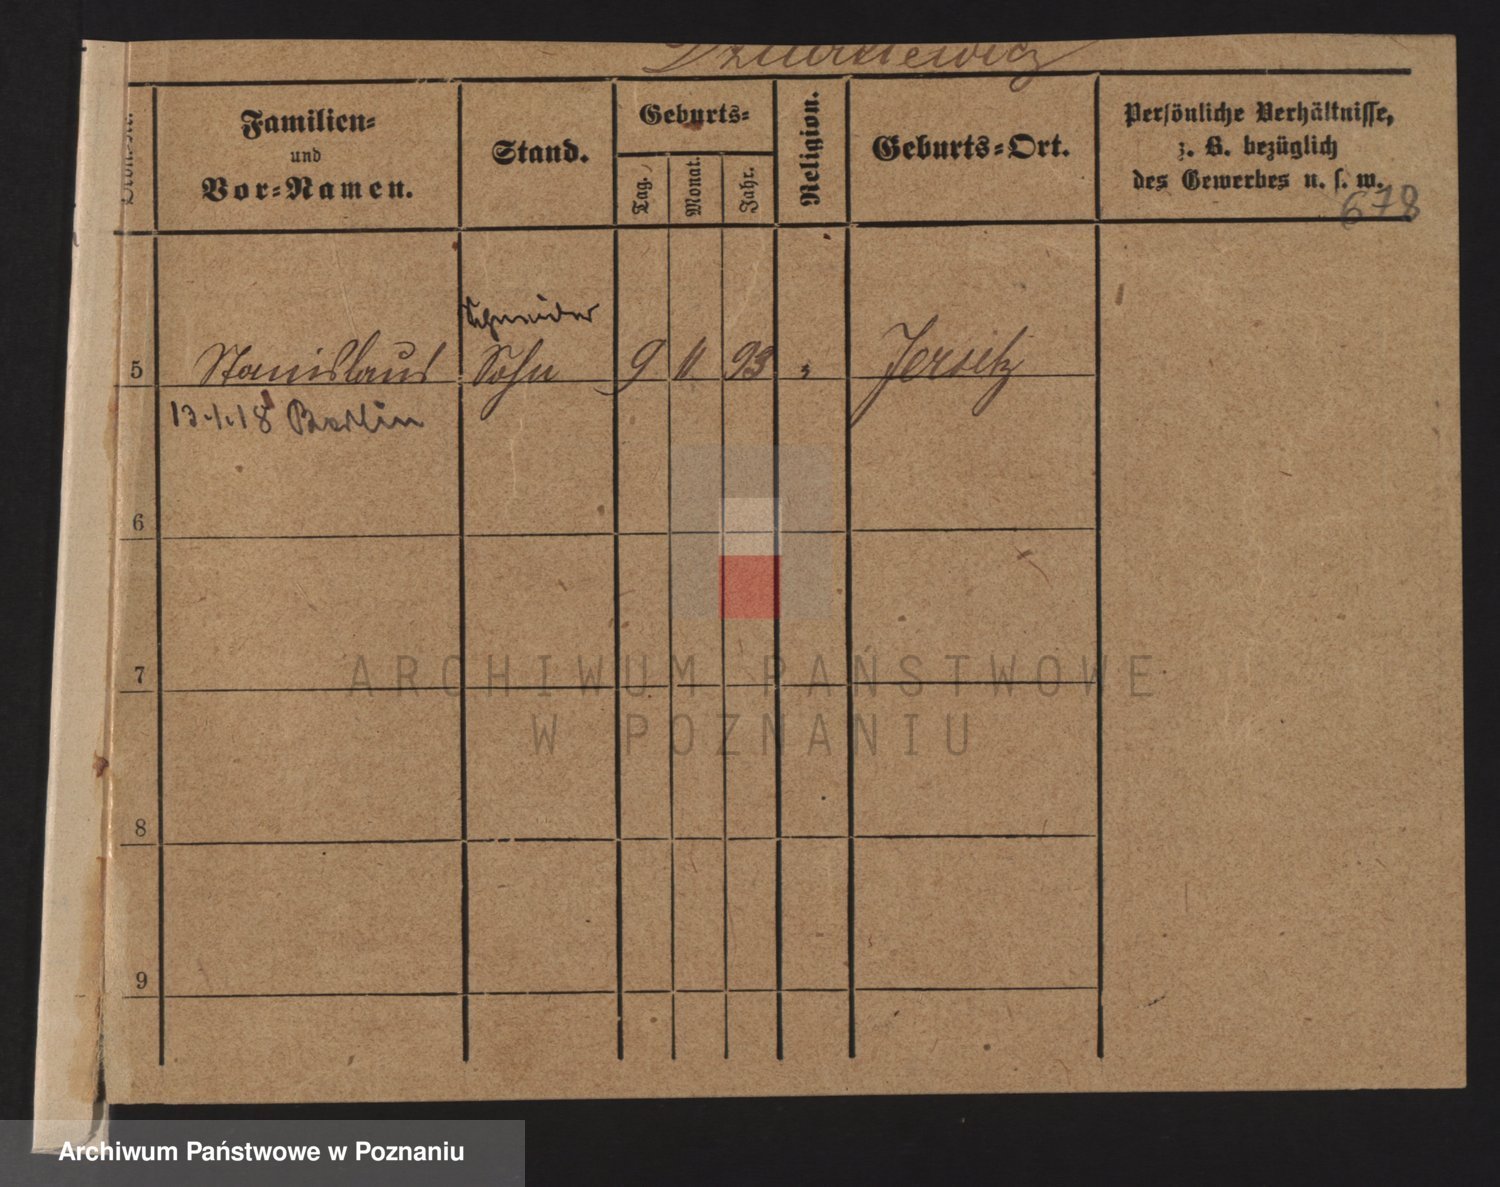 Familien=
und
Vor=Namen.
Stand.
Geburts=
Tag.
Monat.
Jahr.
Religion.
Geburts=Ort.
Persönliche Verhältnisse,
z. B. bezüglich
des Gewerbes u. s. w.
678
Schneider
5 Stanislaus Sohn 9 11 93 " Jersitz
13.1.18 Berlin
6
7
ARCHIWUM PAŃSTWOWE
W POZNANIU
8
9
Archiwum Państwowe w Poznaniu